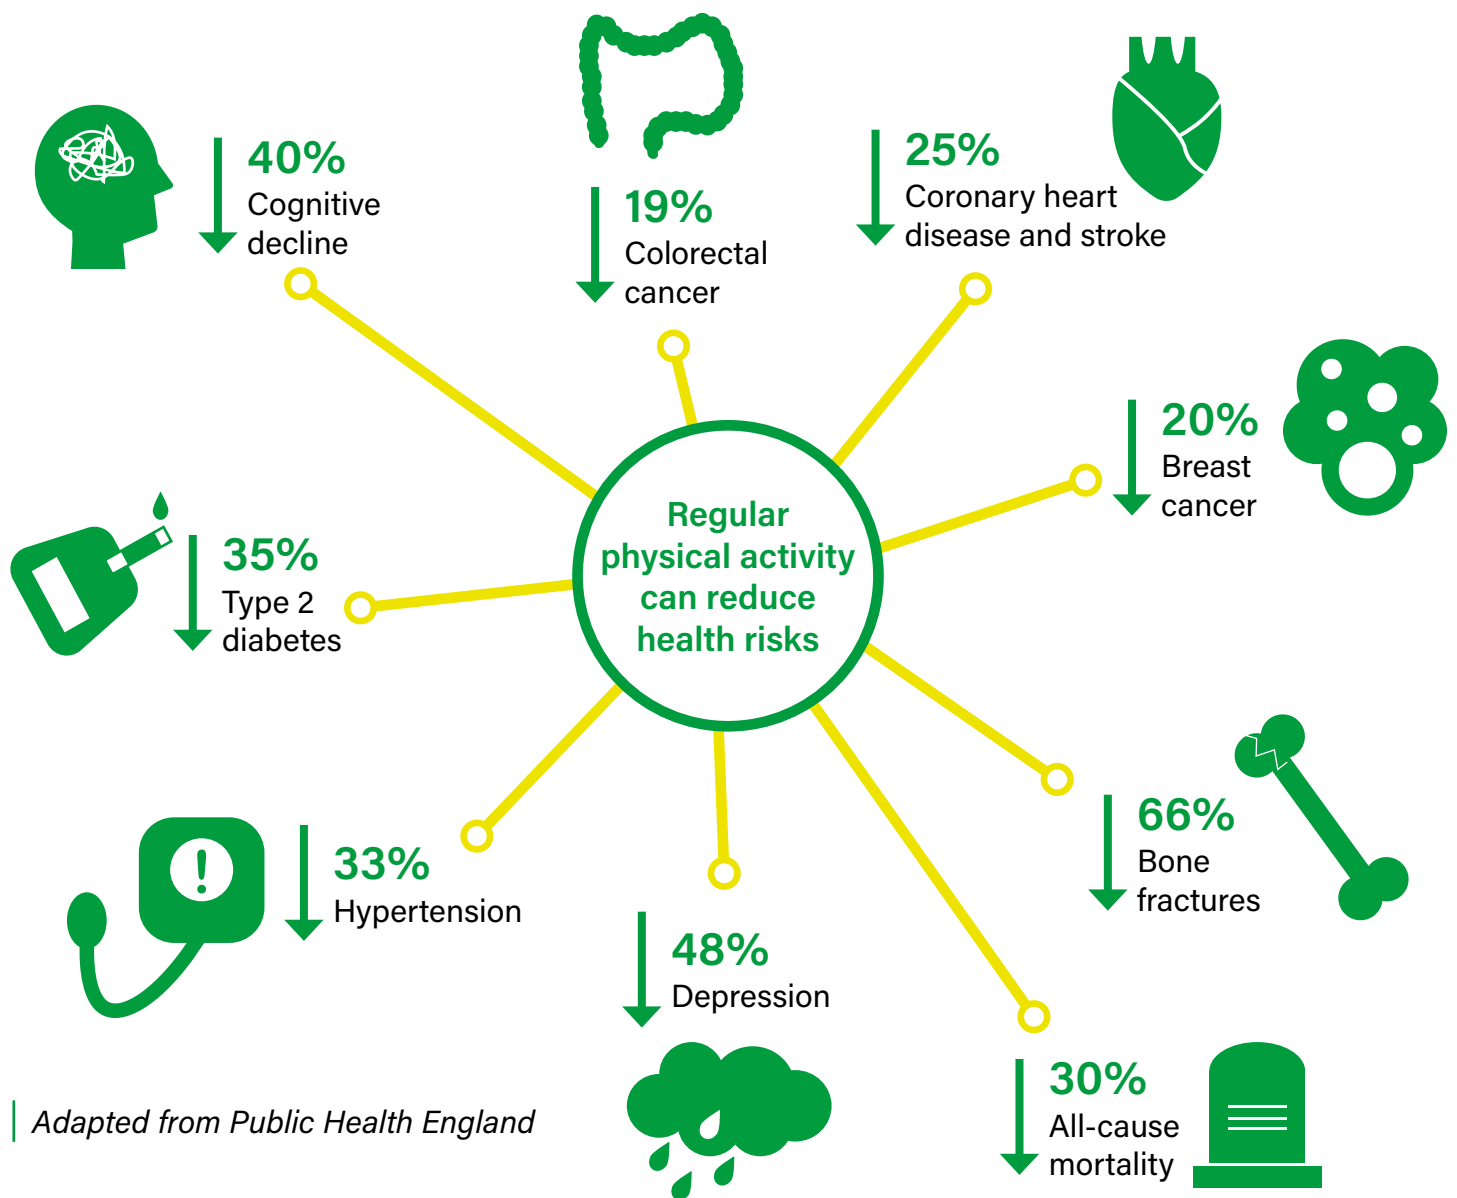 40%
Cognitive
decline
19%
Colorectal
cancer
25%
Coronary heart
disease and stroke
20%
Breast
cancer
Regular
physical activity
can reduce
health risks
35%
Type 2
diabetes
66%
Bone
fractures
33%
Hypertension
48%
Depression
30%
All-cause
mortality
Adapted from Public Health England